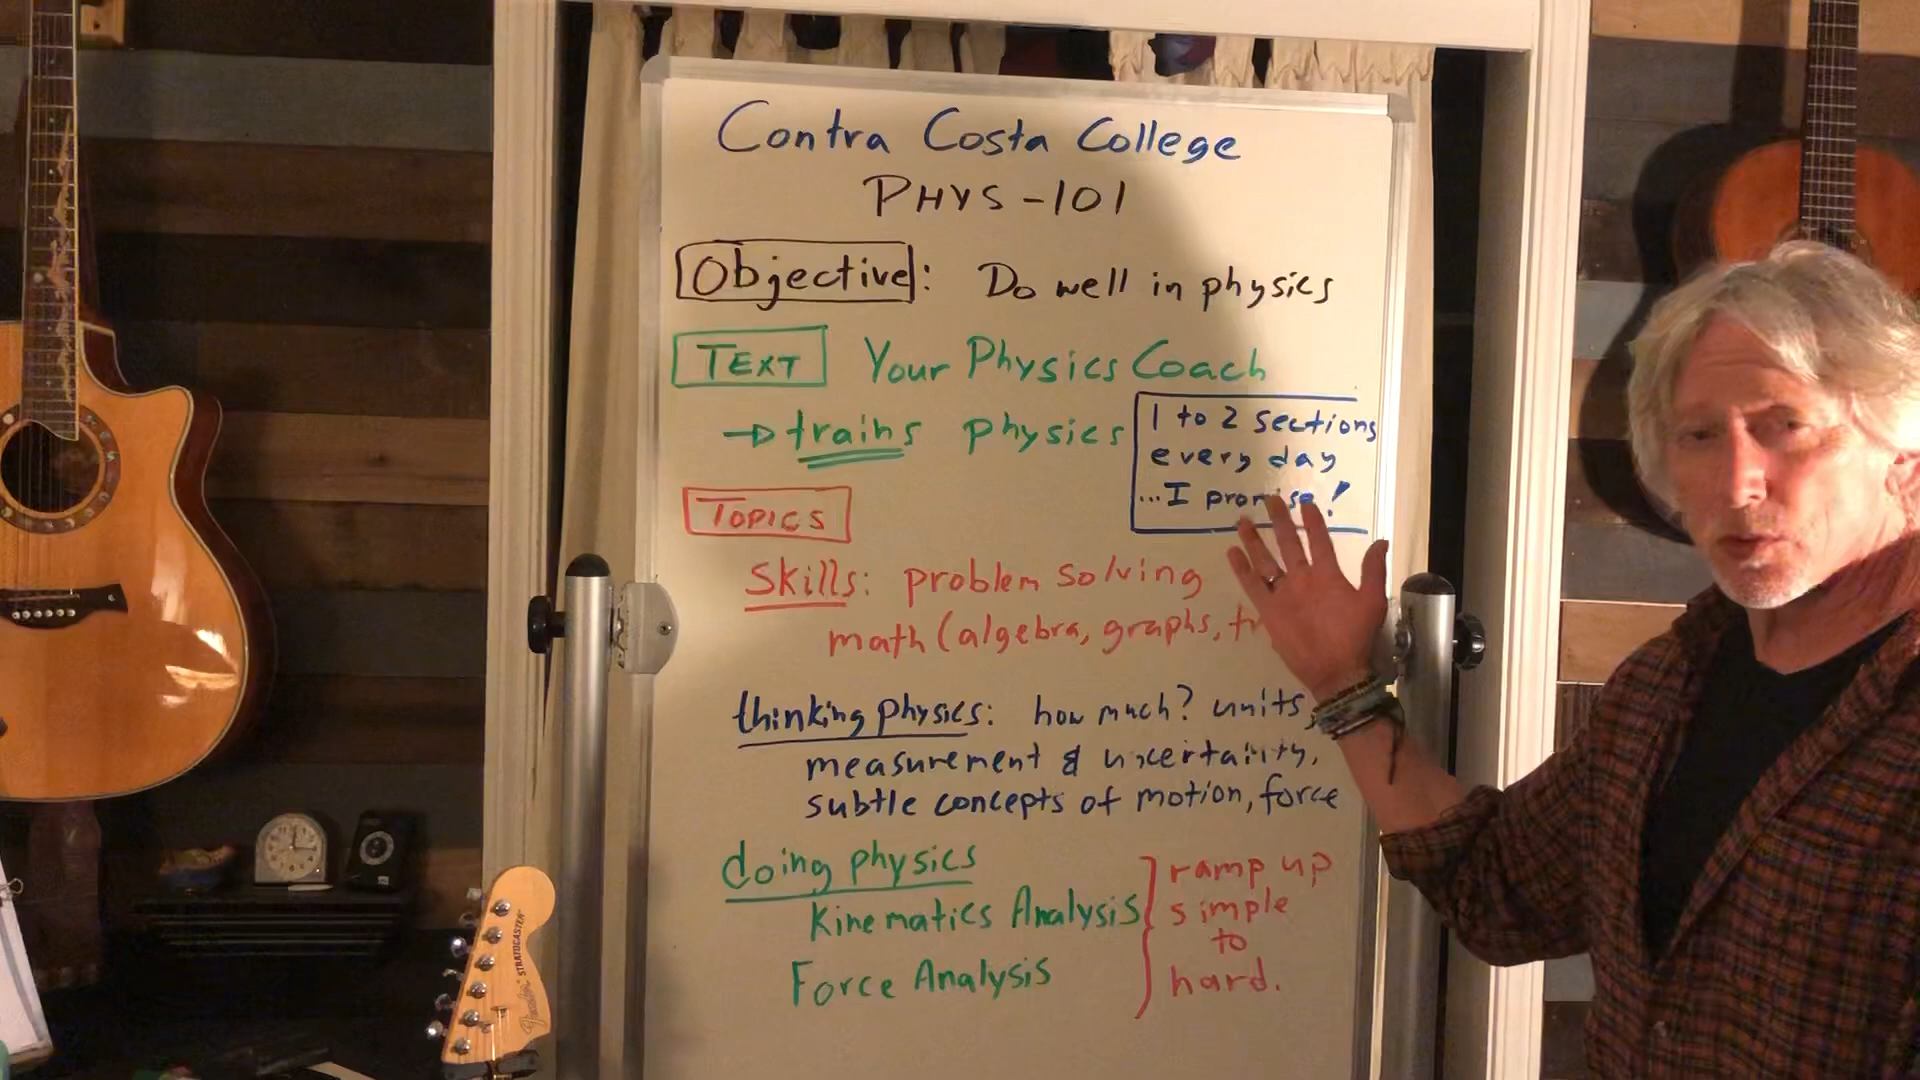 Contra Costa College
PHYS-101
Objective: Do well in physics
TEXT Your Physics Coach
→ trains physics
1 to 2 sections
every day
...I promise!
TOPICS
Skills: problem solving
math (algebra, graphs,
thinking physics: how much? units,
measurement & uncertainty,
subtle concepts of motion, force
doing physics
Kinematics Analysis
Force Analysis
ramp up
simple
to
hard.
Fender STRATOCASTER